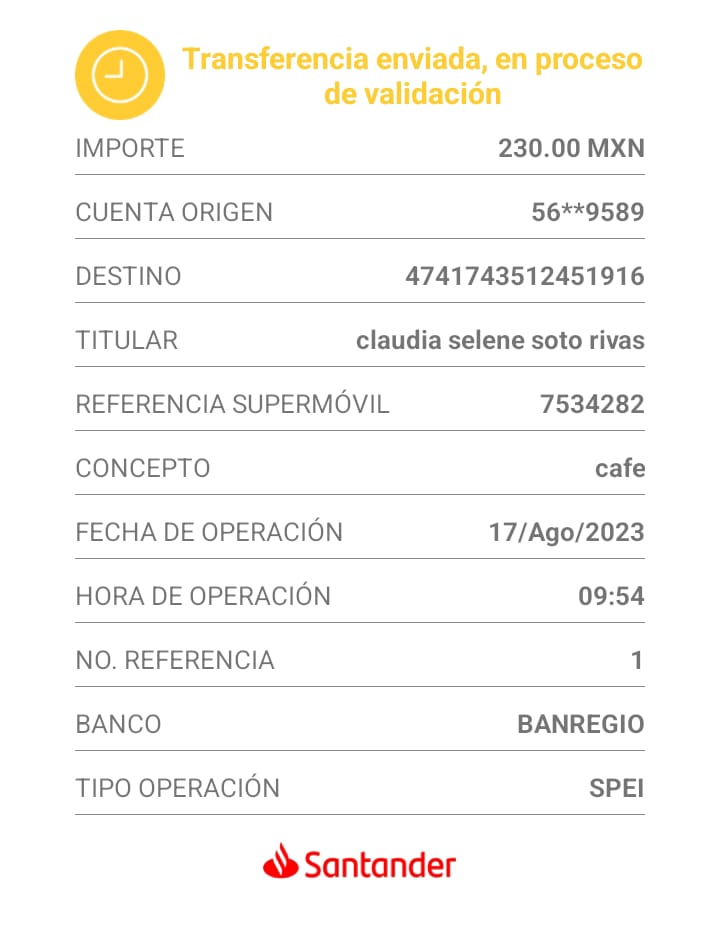 Transferencia enviada, en proceso
de validación
IMPORTE 230.00 MXN
CUENTA ORIGEN 56**9589
DESTINO 4741743512451916
TITULAR claudia selene soto rivas
REFERENCIA SUPERMÓVIL 7534282
CONCEPTO cafe
FECHA DE OPERACIÓN 17/Ago/2023
HORA DE OPERACIÓN 09:54
NO. REFERENCIA 1
BANCO BANREGIO
TIPO OPERACIÓN SPEI
Santander